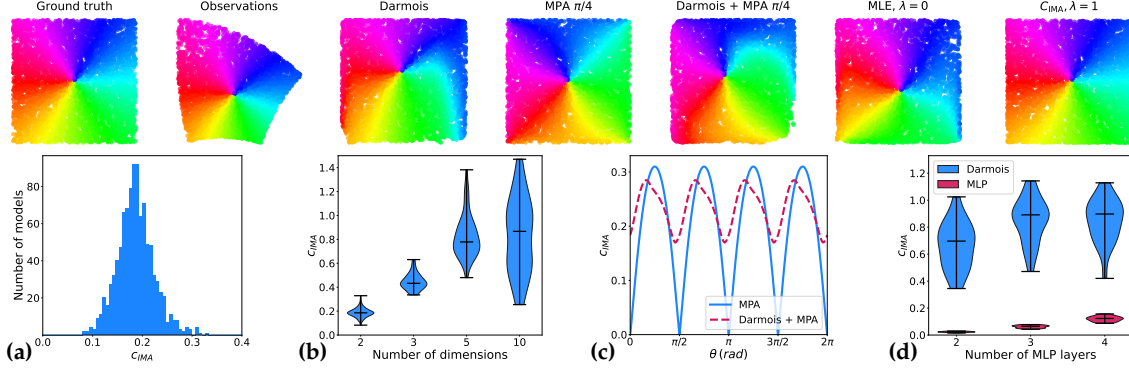 Ground truth
Observations
Darmois
MPA π/4
Darmois + MPA π/4
MLE, λ = 0
C_IMA, λ = 1
Number of models
80
60
40
20
0.0 0.1 0.2 0.3 0.4
c_IMA
(a)
c_IMA
1.4
1.2
1.0
0.8
0.6
0.4
0.2
0.0
2 3 5 10
Number of dimensions
(b)
c_IMA
0.3
0.2
0.1
0.0
0 π/2 π 3π/2 2π
θ (rad)
MPA
Darmois + MPA
(c)
c_IMA
1.2
1.0
0.8
0.6
0.4
0.2
0.0
2 3 4
Number of MLP layers
Darmois
MLP
(d)